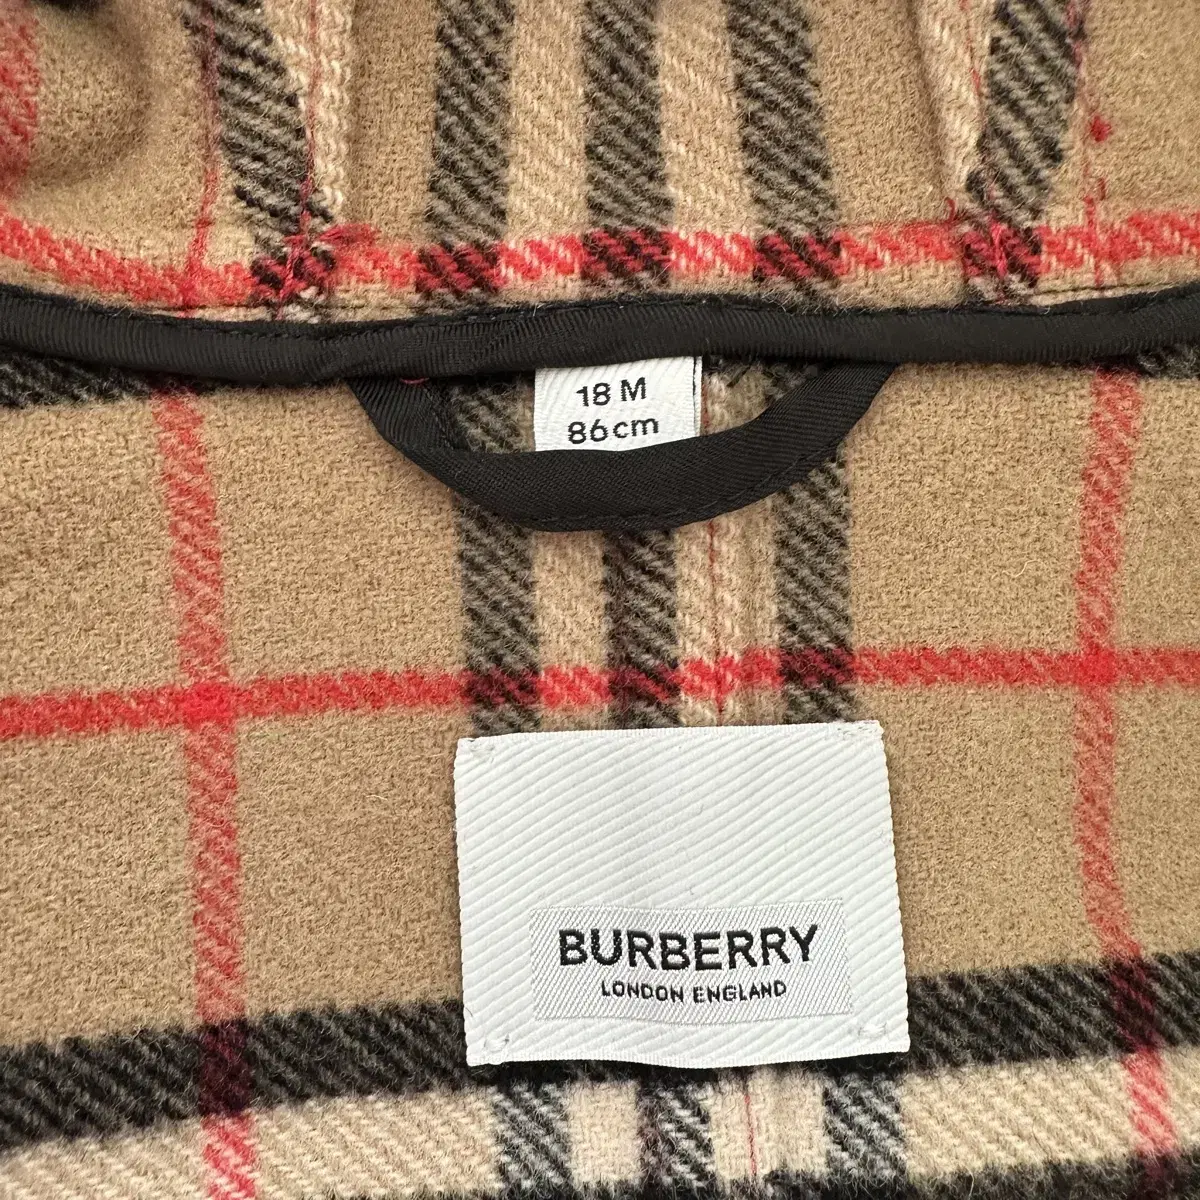 18 M
86cm
BURBERRY
LONDON ENGLAND